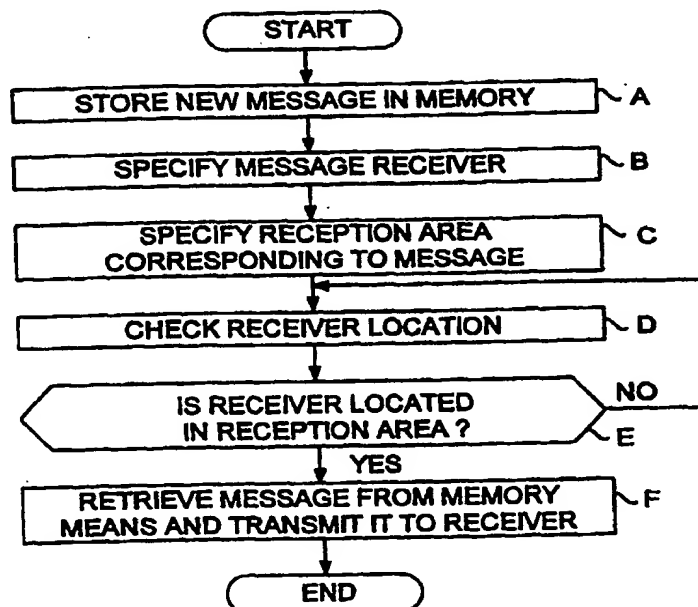 START
STORE NEW MESSAGE IN MEMORY
A
SPECIFY MESSAGE RECEIVER
B
SPECIFY RECEPTION AREA
CORRESPONDING TO MESSAGE
C
CHECK RECEIVER LOCATION
D
IS RECEIVER LOCATED
IN RECEPTION AREA ?
NO
E
YES
RETRIEVE MESSAGE FROM MEMORY
MEANS AND TRANSMIT IT TO RECEIVER
F
END